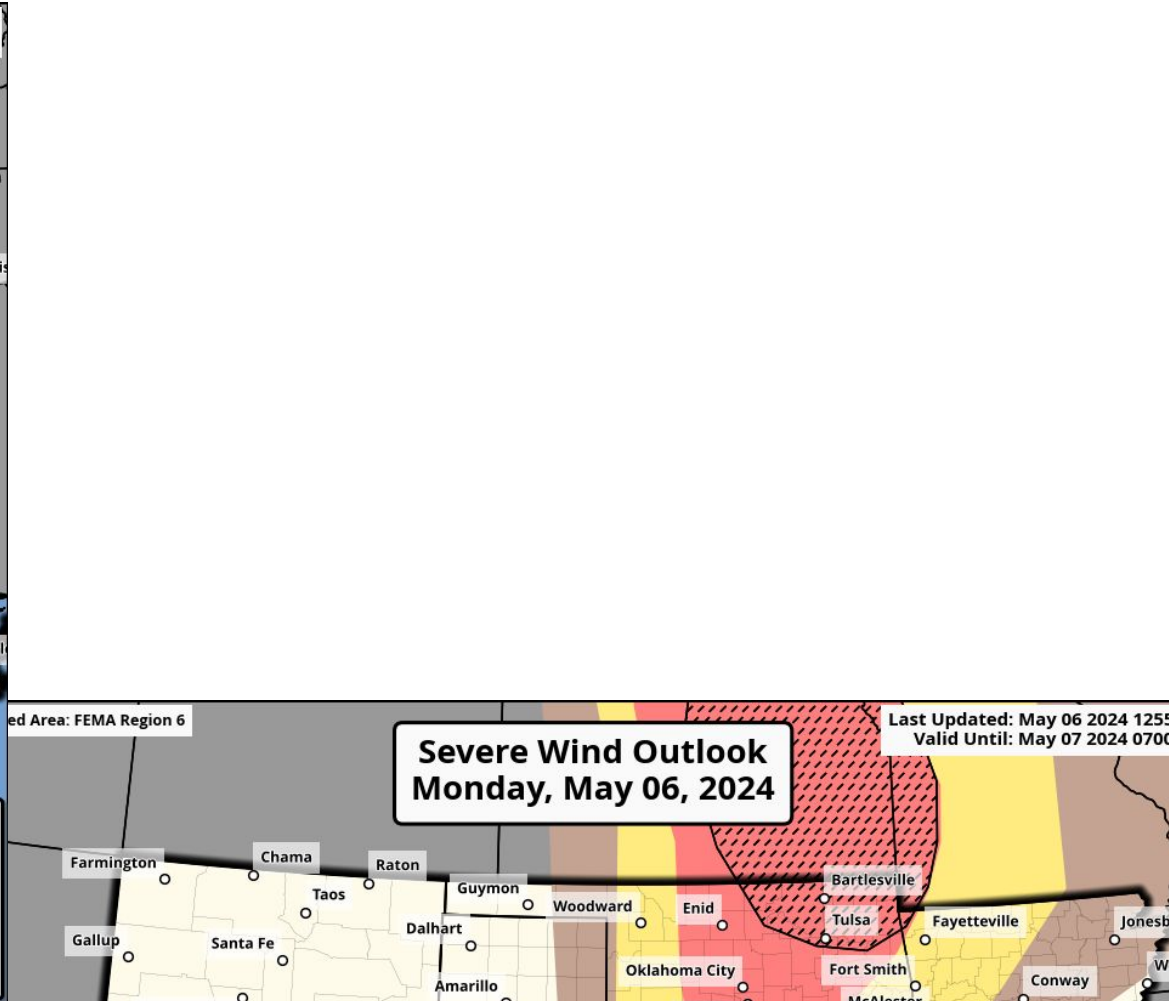 ed Area: FEMA Region 6
Severe Wind Outlook
Monday, May 06, 2024
Last Updated: May 06 2024 1255
Valid Until: May 07 2024 0700
Farmington
Chama
Raton
Taos
Guymon
Woodward
Enid
Bartlesville
Tulsa
Fayetteville
Jonesb
Gallup
Santa Fe
Dalhart
Oklahoma City
Fort Smith
Conway
Amarillo
McAlester
W